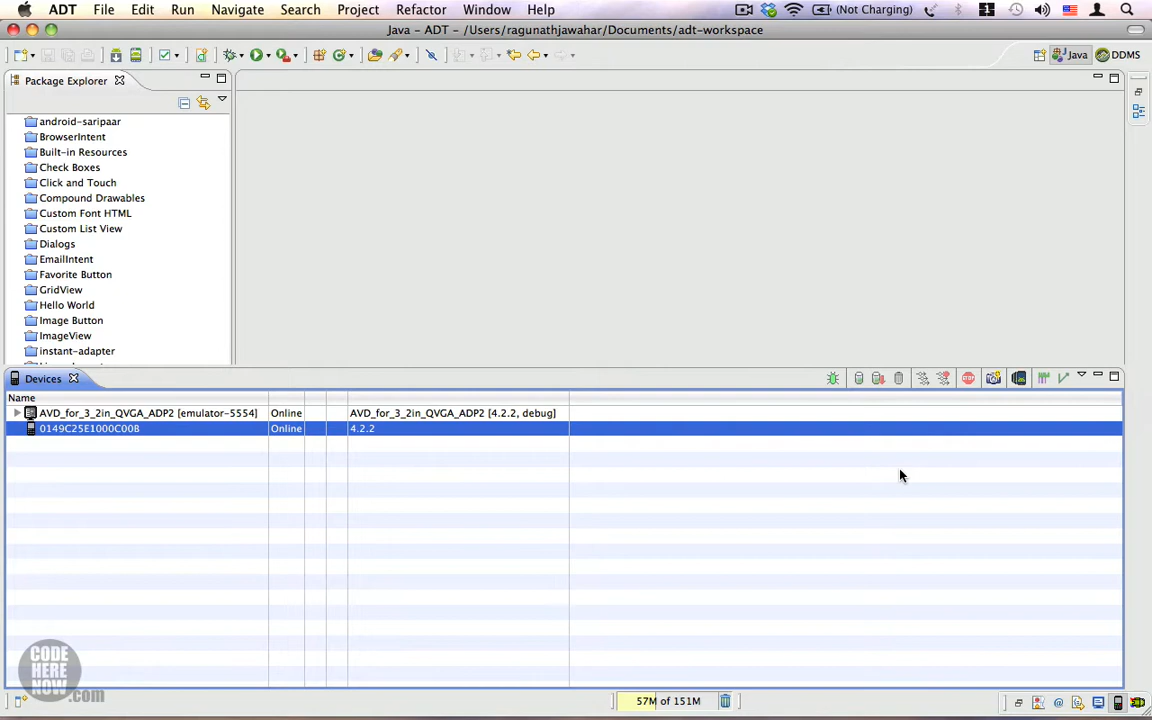 ADT File Edit Run Navigate Search Project Refactor Window Help (Not Charging) 1
Java - ADT - /Users/ragunathjawahar/Documents/adt-workspace
Java DDMS
Package Explorer
android-saripaar
BrowserIntent
Built-in Resources
Check Boxes
Click and Touch
Compound Drawables
Custom Font HTML
Custom List View
Dialogs
EmailIntent
Favorite Button
GridView
Hello World
Image Button
ImageView
instant-adapter
Devices
Name
AVD_for_3_2in_QVGA_ADP2 [emulator-5554] Online AVD_for_3_2in_QVGA_ADP2 [4.2.2, debug]
0149C25E1000C00B Online 4.2.2
CODE
HERE
NOW.com
57M of 151M